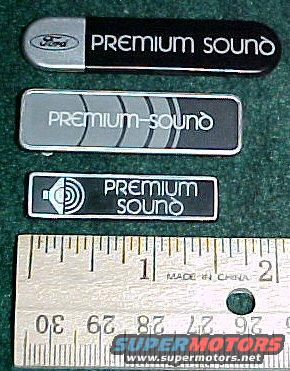 Ford PREMIUM SOUND
PREMIUM-SOUND
PREMIUM
SOUND
1 MADE IN CHINA 2
30 29 28 27 26 25
SUPERMOTORS
www.supermotors.net